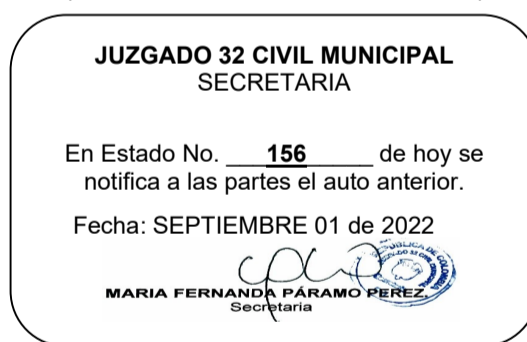 JUZGADO 32 CIVIL MUNICIPAL
SECRETARIA
En Estado No. ____156_____ de hoy se
notifica a las partes el auto anterior.
Fecha: SEPTIEMBRE 01 de 2022
MARIA FERNANDA PÁRAMO PEREZ
Secretaria